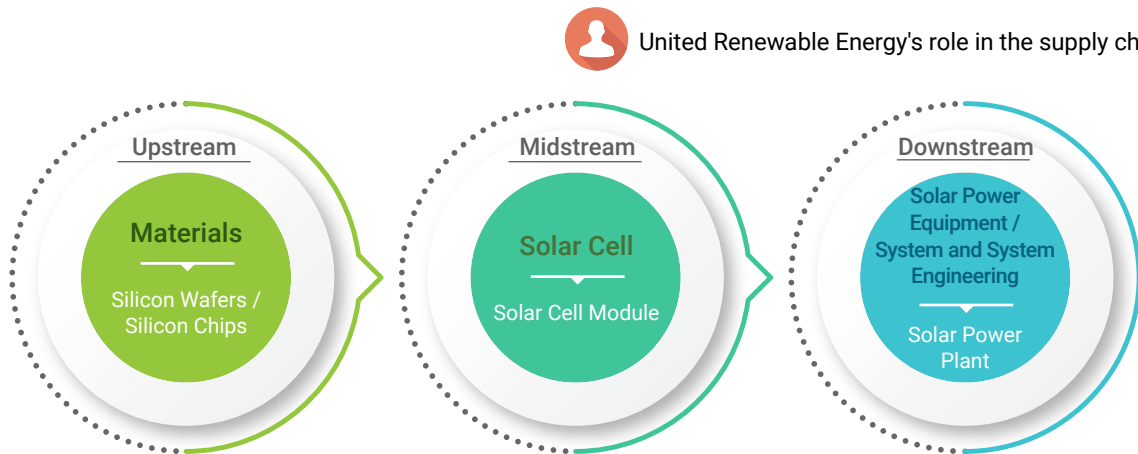 United Renewable Energy's role in the supply ch
Upstream
Materials
Silicon Wafers /
Silicon Chips
Midstream
Solar Cell
Solar Cell Module
Downstream
Solar Power
Equipment /
System and System
Engineering
Solar Power
Plant